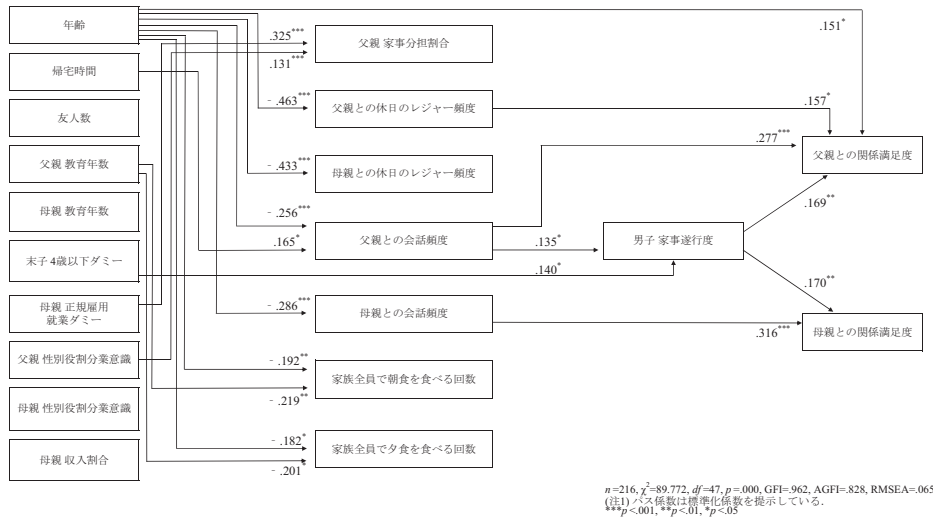 年齢
帰宅時間
友人数
父親 教育年数
母親 教育年数
末子 4歳以下ダミー
母親 正規雇用
就業ダミー
父親 性別役割分業意識
母親 性別役割分業意識
母親 収入割合
.325***
.131***
- .463***
- .433***
- .256***
.165*
- .286***
- .192**
- .219**
- .182*
- .201*
父親 家事分担割合
父親との休日のレジャー頻度
母親との休日のレジャー頻度
父親との会話頻度
母親との会話頻度
家族全員で朝食を食べる回数
家族全員で夕食を食べる回数
.135*
.140*
男子 家事遂行度
.151*
.157*
.277***
.169**
.170**
.316***
父親との関係満足度
母親との関係満足度
n=216, χ²=89.772, df=47, p=.000, GFI=.962, AGFI=.828, RMSEA=.065
(注1) パス係数は標準化係数を提示している.
***p<.001, **p<.01, *p<.05